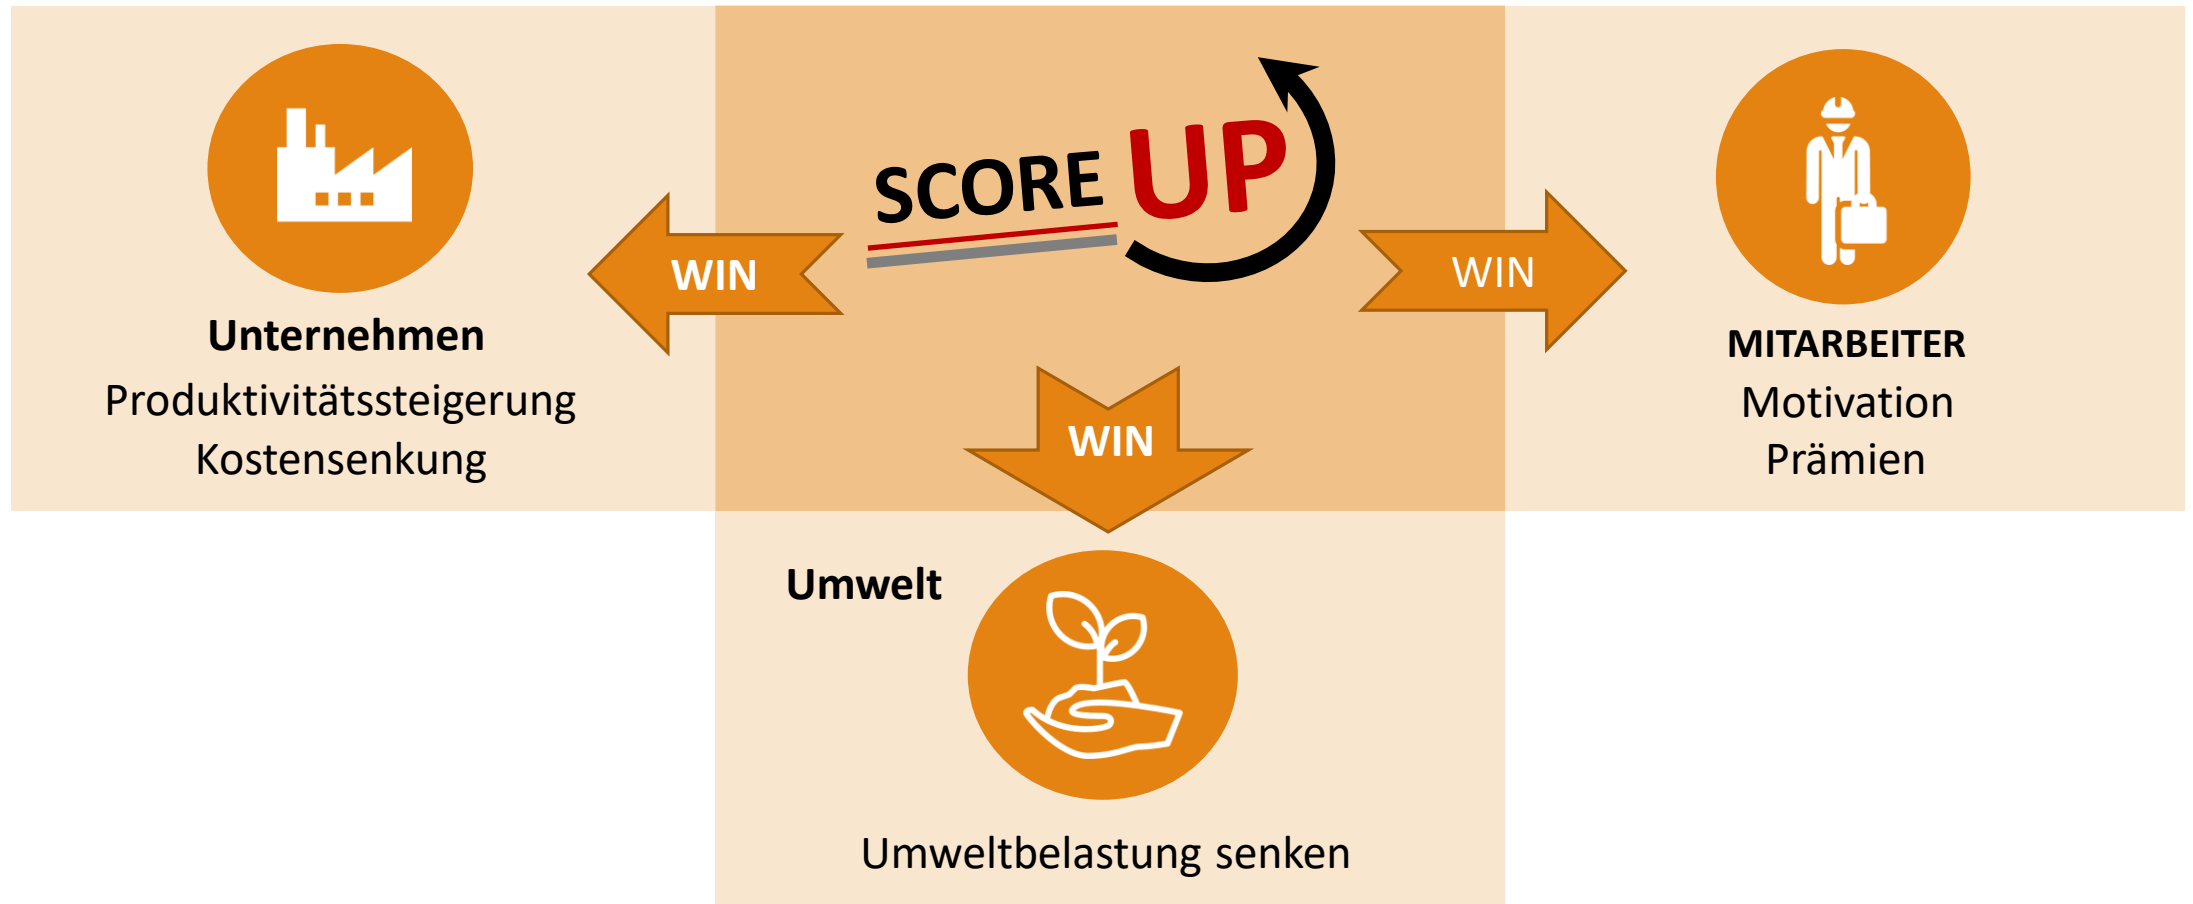 SCORE UP
WIN
Unternehmen
Produktivitätssteigerung
Kostensenkung
WIN
MITARBEITER
Motivation
Prämien
WIN
Umwelt
Umweltbelastung senken